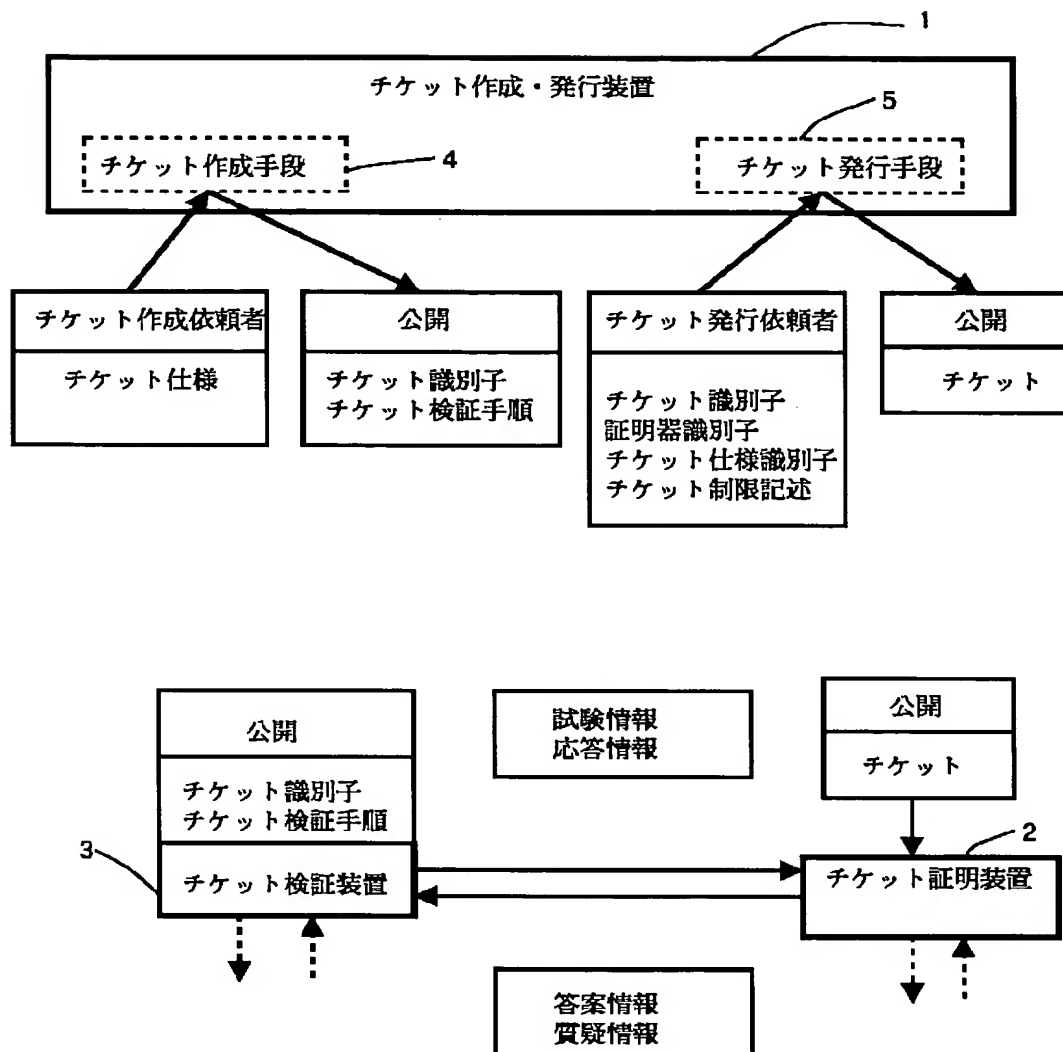 1
チケット作成・発行装置
5
チケット作成手段
4
チケット発行手段
チケット作成依頼者
公開
チケット発行依頼者
公開
チケット仕様
チケット識別子
チケット検証手順
チケット識別子
証明器識別子
チケット仕様識別子
チケット制限記述
チケット
公開
試験情報
応答情報
公開
チケット識別子
チケット検証手順
チケット
3
2
チケット検証装置
チケット証明装置
答案情報
質疑情報